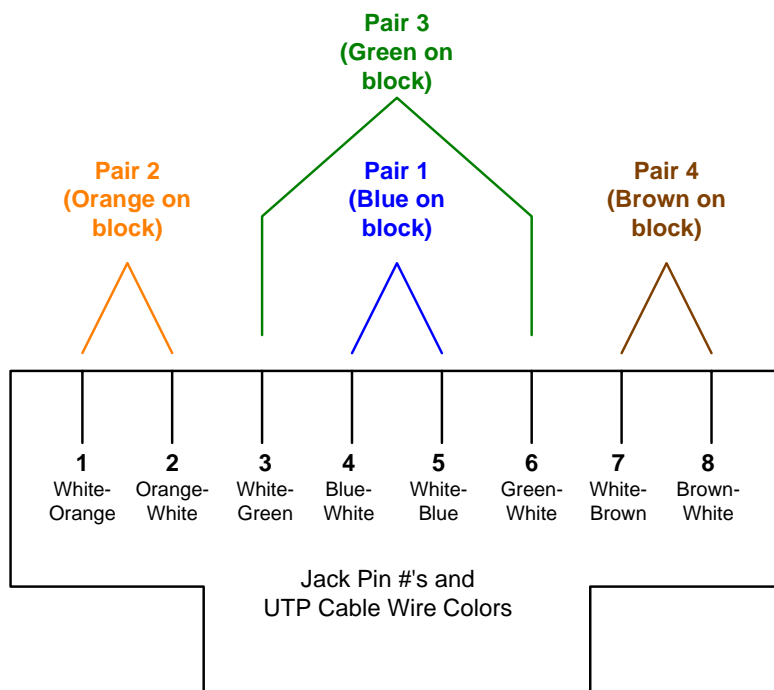 Pair 3
(Green on
block)
Pair 2
(Orange on
block)
Pair 1
(Blue on
block)
Pair 4
(Brown on
block)
1
White-
Orange
2
Orange-
White
3
White-
Green
4
Blue-
White
5
White-
Blue
6
Green-
White
7
White-
Brown
8
Brown-
White
Jack Pin #'s and
UTP Cable Wire Colors